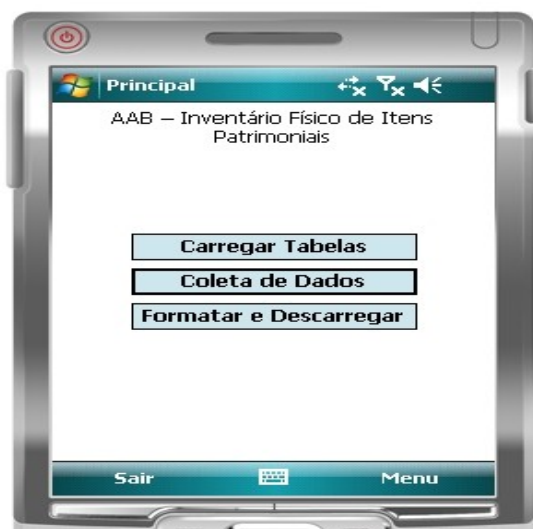 Principal
AAB – Inventário Físico de Itens
Patrimoniais
Carregar Tabelas
Coleta de Dados
Formatar e Descarregar
Sair
Menu